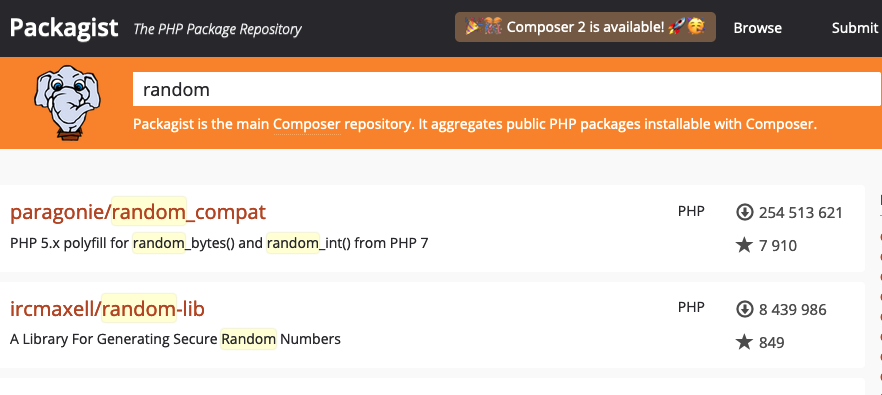 Packagist The PHP Package Repository 🎉🎊 Composer 2 is available! 🚀🥳 Browse Submit
random
Packagist is the main Composer repository. It aggregates public PHP packages installable with Composer.
paragonie/random_compat PHP 254 513 621
PHP 5.x polyfill for random_bytes() and random_int() from PHP 7 7 910
ircmaxell/random-lib PHP 8 439 986
A Library For Generating Secure Random Numbers 849